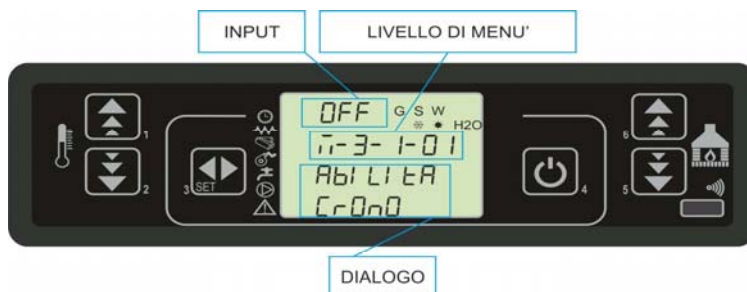 INPUT
LIVELLO DI MENU'
OFF G S W
H2O
M-3-1-01
1
6
AbILItA
3 SET
4
2
5
CrOnO
DIALOGO